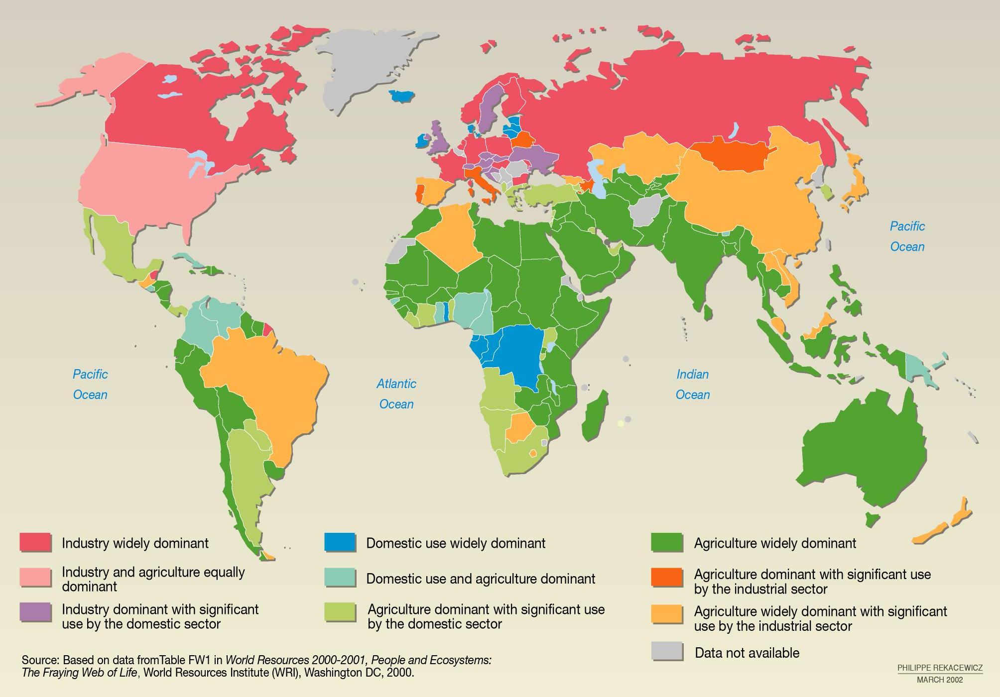 Pacific
Ocean
Pacific
Ocean
Atlantic
Ocean
Indian
Ocean
Industry widely dominant
Industry and agriculture equally
dominant
Industry dominant with significant
use by the domestic sector
Domestic use widely dominant
Domestic use and agriculture dominant
Agriculture dominant with significant use
by the domestic sector
Agriculture widely dominant
Agriculture dominant with significant use
by the industrial sector
Agriculture widely dominant with significant
use by the industrial sector
Data not available
Source: Based on data fromTable FW1 in World Resources 2000-2001, People and Ecosystems:
The Fraying Web of Life, World Resources Institute (WRI), Washington DC, 2000.
PHILIPPE REKACEWICZ
MARCH 2002